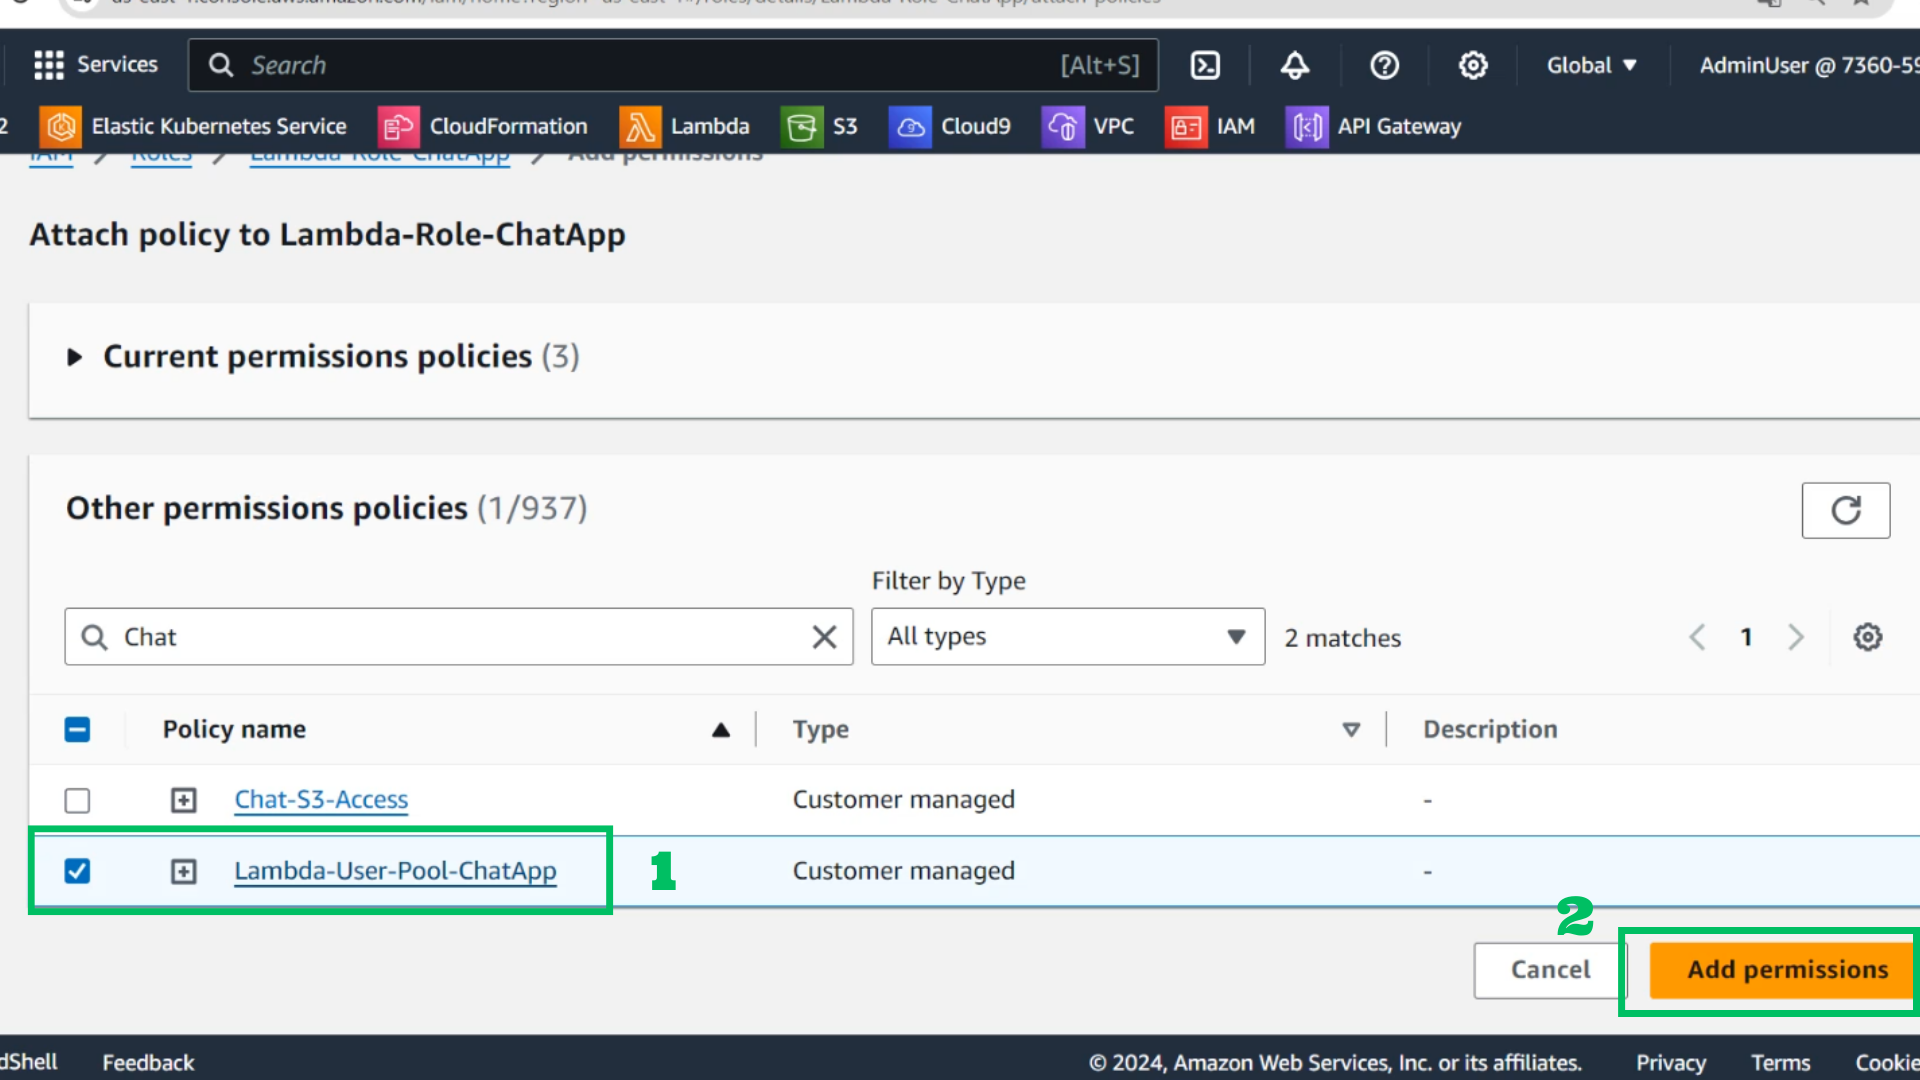 Services
Search
[Alt+S]
Global
AdminUser @ 7360-59
2
Elastic Kubernetes Service
CloudFormation
Lambda
S3
Cloud9
VPC
IAM
API Gateway
IAM / Roles / Lambda-Role-ChatApp / Add permissions
Attach policy to Lambda-Role-ChatApp
Current permissions policies (3)
Other permissions policies (1/937)
Filter by Type
Chat
All types
2 matches
1
Policy name
Type
Description
Chat-S3-Access
Customer managed
-
Lambda-User-Pool-ChatApp
1
Customer managed
-
2
Cancel
Add permissions
dShell
Feedback
© 2024, Amazon Web Services, Inc. or its affiliates.
Privacy
Terms
Cookie